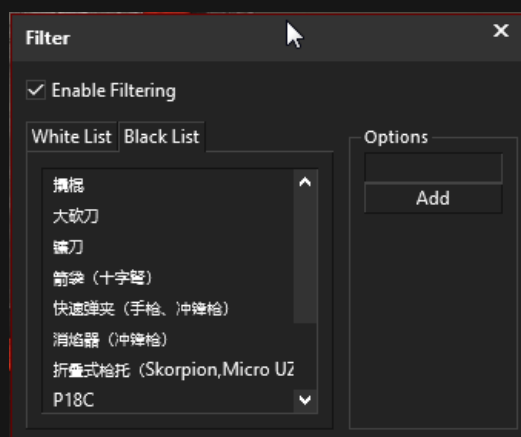 Filter
Enable Filtering
White List Black List
Options
撬棍
大砍刀
镰刀
箭袋（十字弩）
快速弹夹（手枪、冲锋枪）
消焰器（冲锋枪）
折叠式枪托（Skorpion,Micro UZ
P18C
Add